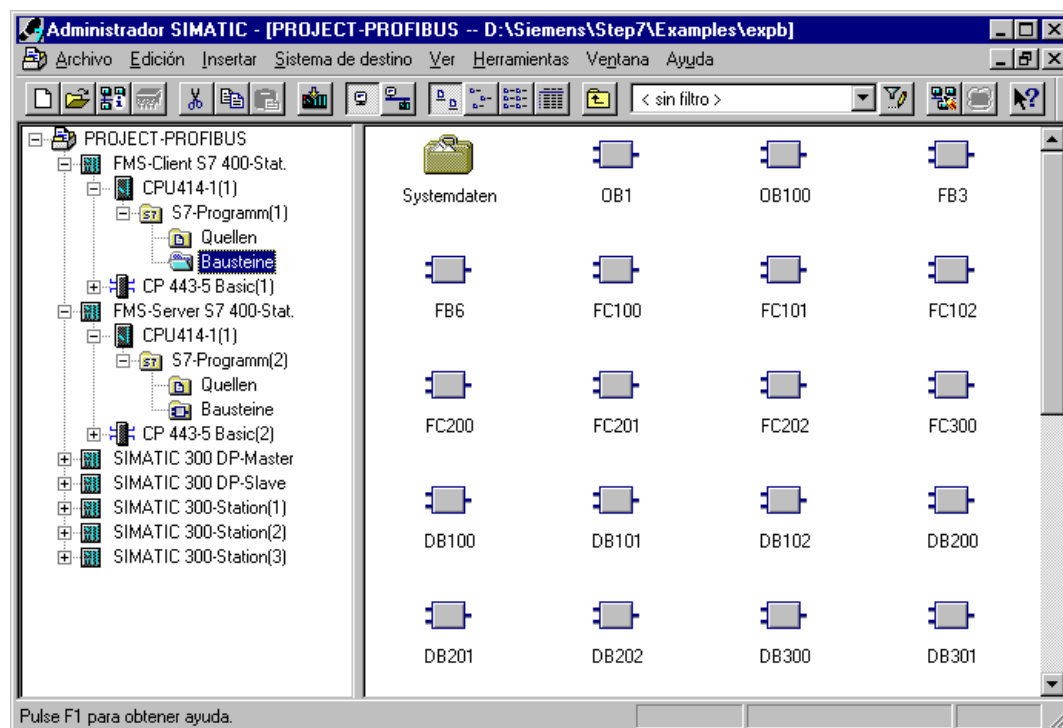 Administrador SIMATIC - [PROJECT-PROFIBUS -- D:\Siemens\Step7\Examples\expb]
Archivo Edición Insertar Sistema de destino Ver Herramientas Ventana Ayuda
< sin filtro >
PROJECT-PROFIBUS
FMS-Client S7 400-Stat.
CPU414-1(1)
S7-Programm(1)
Quellen
Bausteine
CP 443-5 Basic(1)
FMS-Server S7 400-Stat.
CPU414-1(1)
S7-Programm(2)
Quellen
Bausteine
CP 443-5 Basic(2)
SIMATIC 300 DP-Master
SIMATIC 300 DP-Slave
SIMATIC 300-Station(1)
SIMATIC 300-Station(2)
SIMATIC 300-Station(3)
Systemdaten OB1 OB100 FB3
FB6 FC100 FC101 FC102
FC200 FC201 FC202 FC300
DB100 DB101 DB102 DB200
DB201 DB202 DB300 DB301
Pulse F1 para obtener ayuda.